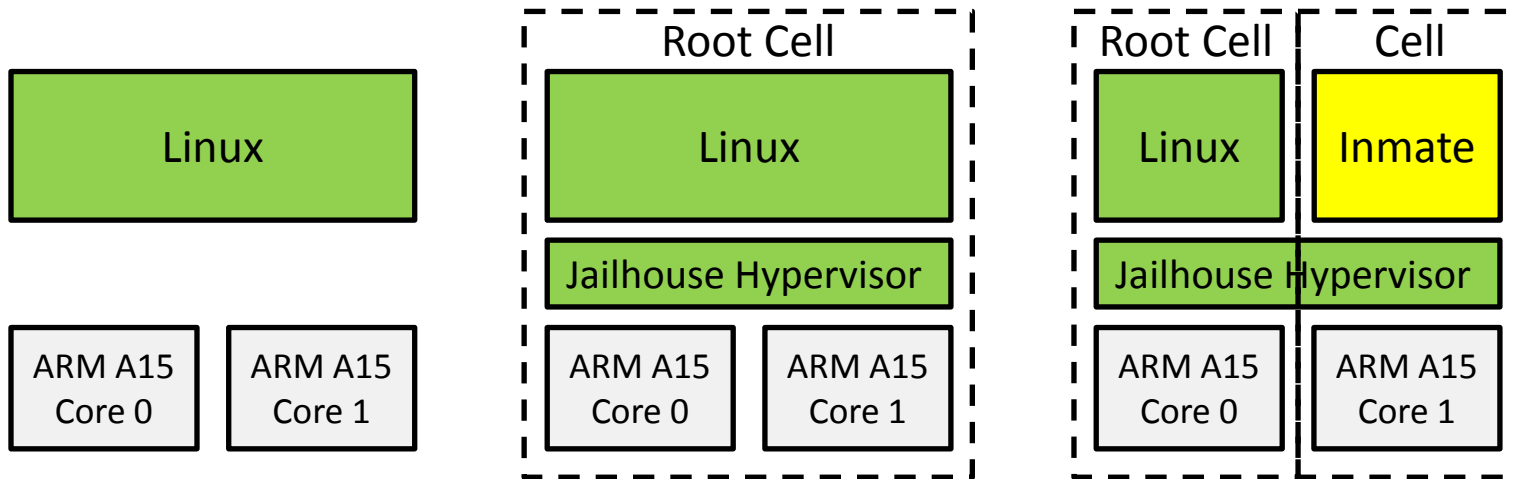 Linux
ARM A15
Core 0
ARM A15
Core 1
Root Cell
Linux
Jailhouse Hypervisor
ARM A15
Core 0
ARM A15
Core 1
Root Cell
Cell
Linux
Inmate
Jailhouse Hypervisor
ARM A15
Core 0
ARM A15
Core 1